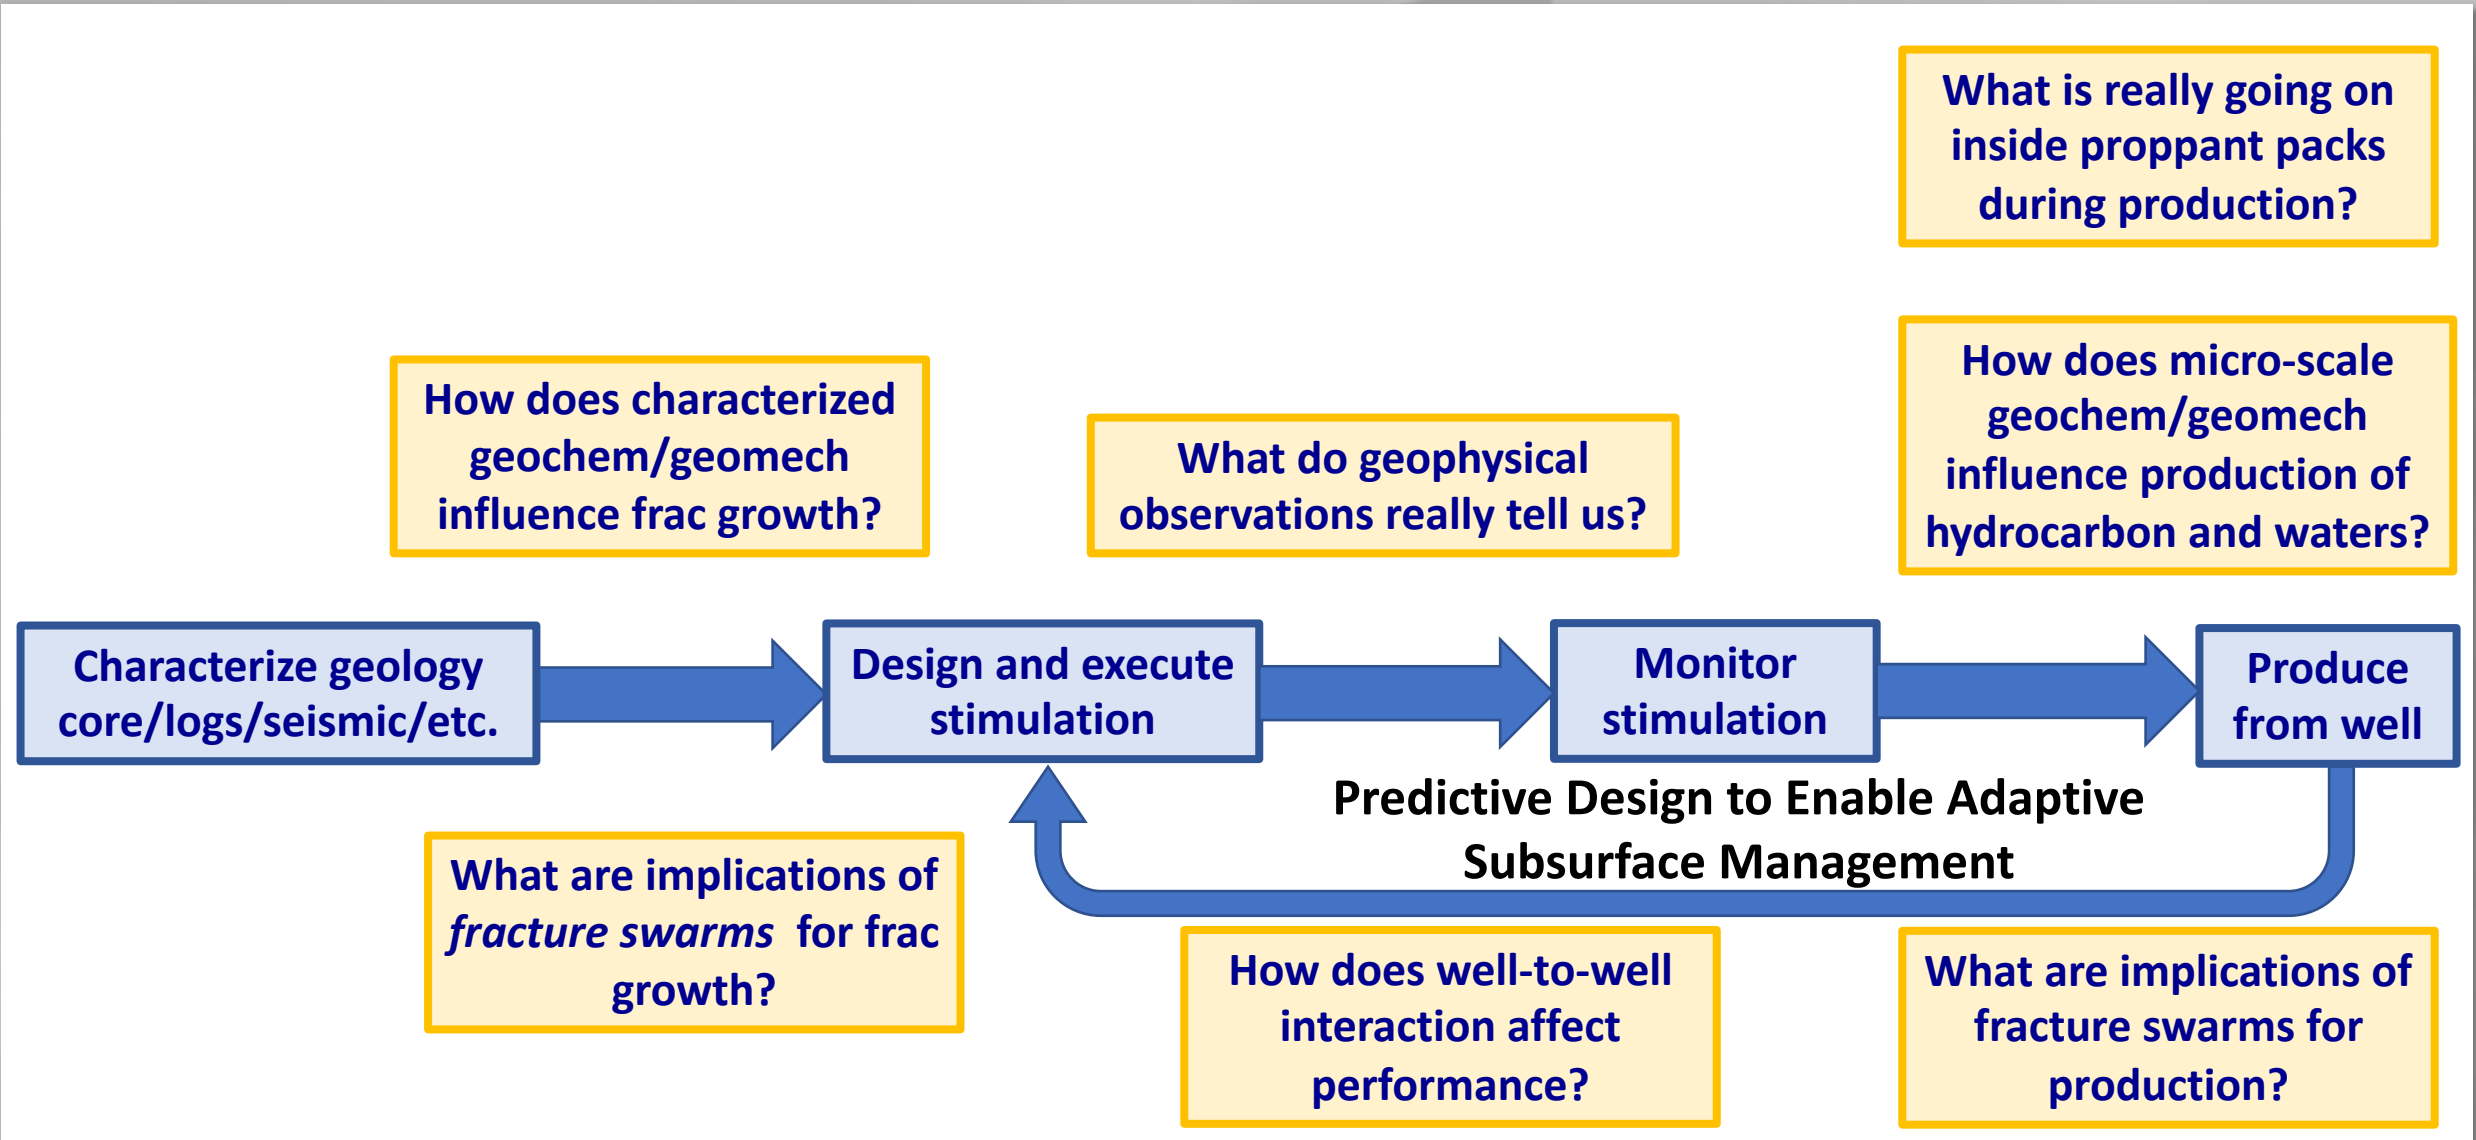 What is really going on
inside proppant packs
during production?
How does characterized
geochem/geomech
influence frac growth?
What do geophysical
observations really tell us?
How does micro-scale
geochem/geomech
influence production of
hydrocarbon and waters?
Characterize geology
core/logs/seismic/etc.
Design and execute
stimulation
Monitor
stimulation
Produce
from well
Predictive Design to Enable Adaptive
Subsurface Management
What are implications of
fracture swarms for frac
growth?
How does well-to-well
interaction affect
performance?
What are implications of
fracture swarms for
production?